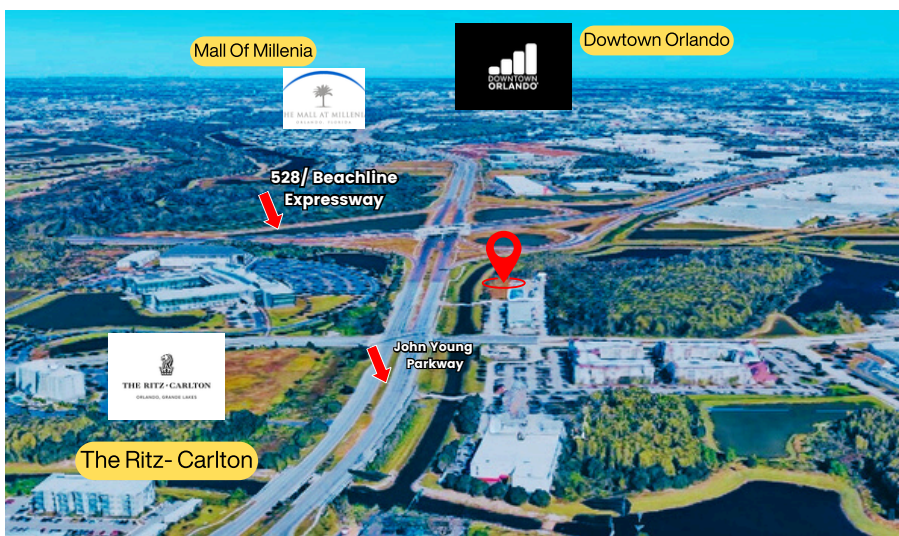 Mall Of Millenia
Dowtown Orlando
DOWNTOWN
ORLANDO
HE MALL AT MILLENI
ORLANDO, FLORIDA
528/ Beachline
Expressway
John Young
Parkway
THE RITZ-CARLTON
ORLANDO, GRANDE LAKES
The Ritz- Carlton